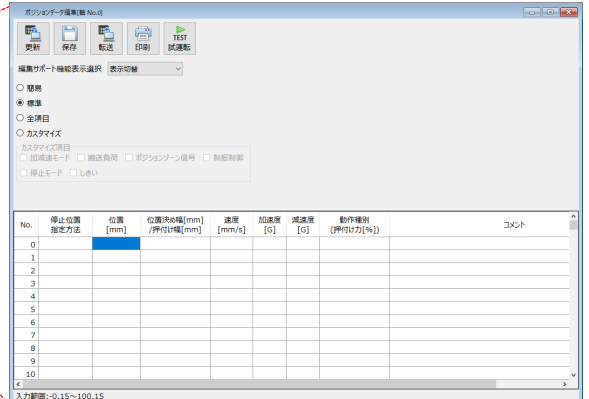 ポジションデータ編集[軸 No.0]
更新 保存 転送 印刷 TEST 試運転
編集サポート機能表示選択 表示切替
簡易
標準
全項目
カスタマイズ
カスタマイズ項目
加減速モード 搬送負荷 ポジションゾーン信号 制振制御
停止モード しきい
No. 停止位置 指定方法 位置 [mm] 位置決め幅[mm] /押付け幅[mm] 速度 [mm/s] 加速度 [G] 減速度 [G] 動作種別 (押付け力[%]) コメント
0
1
2
3
4
5
6
7
8
9
10
入力範囲:-0.15~100.15